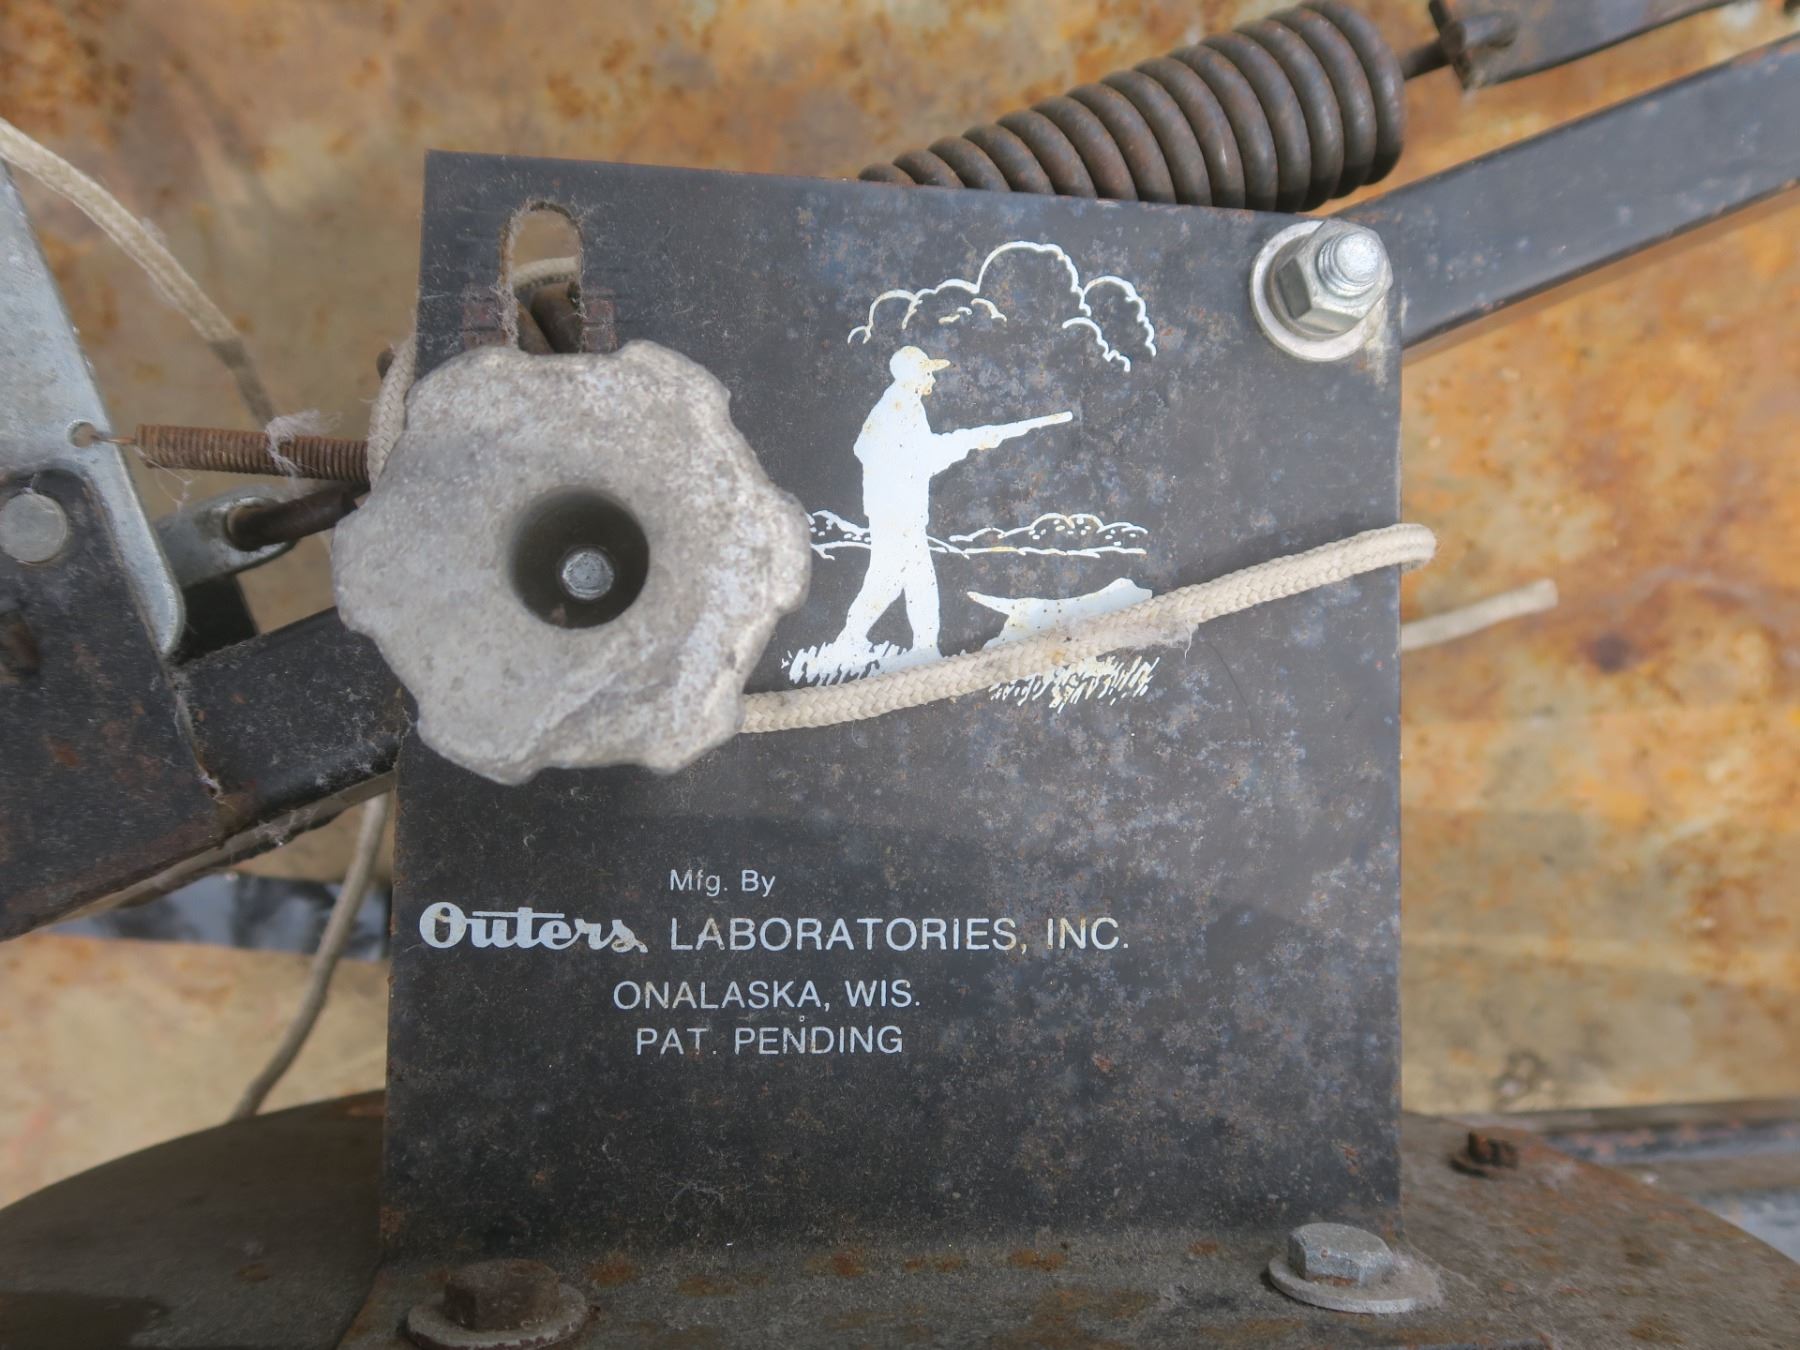 Mfg. By
Outers LABORATORIES, INC.
ONALASKA, WIS.
PAT. PENDING